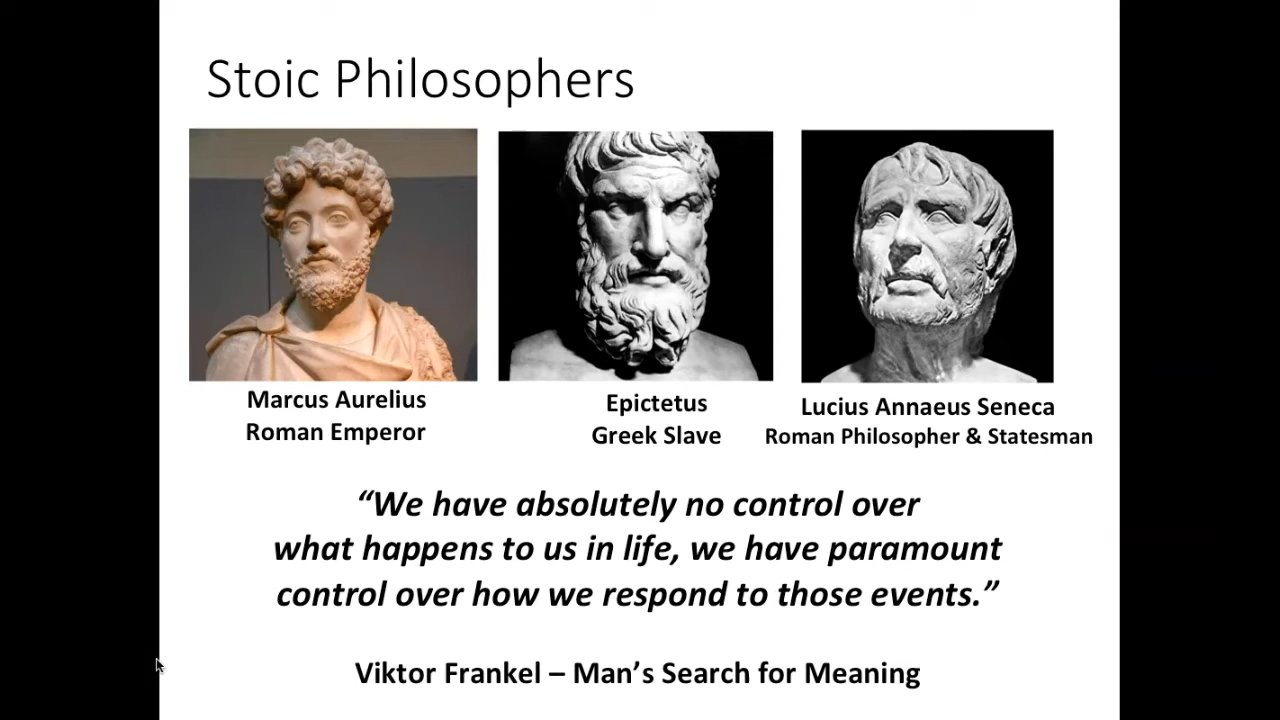 Stoic Philosophers
Marcus Aurelius
Roman Emperor
Epictetus
Greek Slave
Lucius Annaeus Seneca
Roman Philosopher & Statesman
“We have absolutely no control over
what happens to us in life, we have paramount
control over how we respond to those events.”
Viktor Frankel – Man’s Search for Meaning